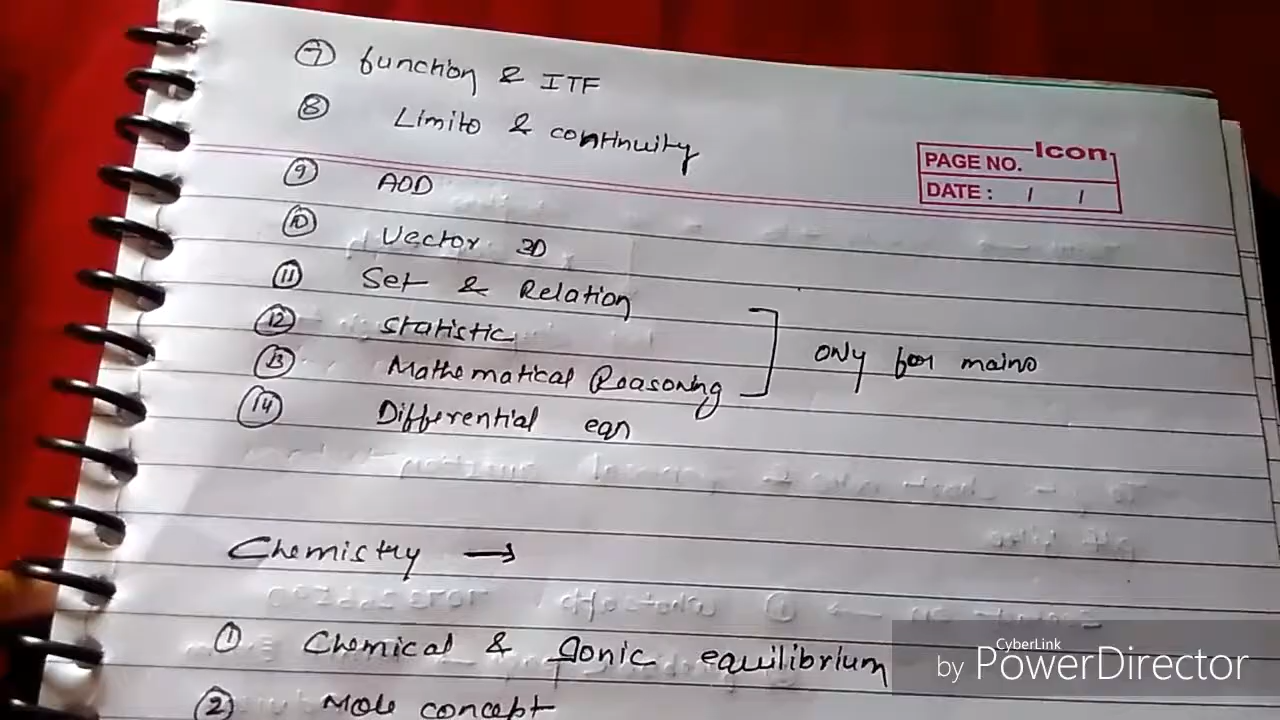 ⑦ function & ITF
⑧ Limits & continuity
Icon
PAGE NO.
DATE : / /
⑨ AOD
⑩ Vector 3D
⑪ Set & Relation
⑫ Statistic
⑬ Mathematical Reasoning
only for mains
⑭ Differential eqn
Chemistry →
① Chemical & Ionic equilibrium
② Mole concept
CyberLink
by PowerDirector